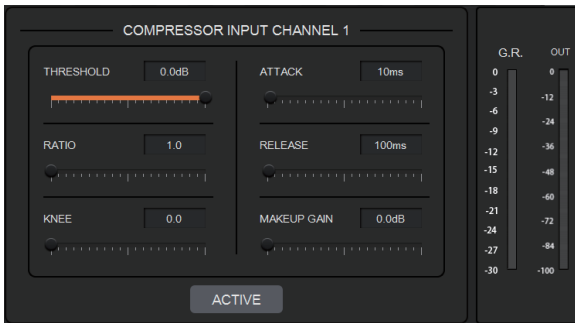 COMPRESSOR INPUT CHANNEL 1
THRESHOLD 0.0dB
ATTACK 10ms
RATIO 1.0
RELEASE 100ms
KNEE 0.0
MAKEUP GAIN 0.0dB
ACTIVE
G.R.
0
-3
-6
-9
-12
-15
-18
-21
-24
-27
-30
OUT
0
-12
-24
-36
-48
-60
-72
-84
-100